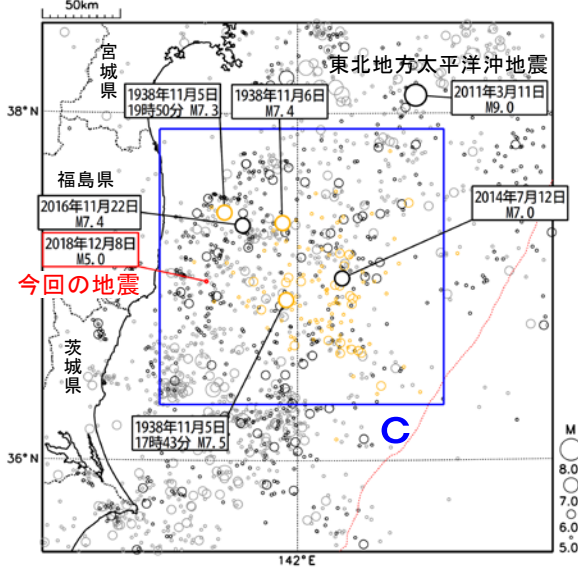 50km
宮城県
東北地方太平洋沖地震
1938年11月5日
19時50分 M7.3
1938年11月6日
M7.4
2011年3月11日
M9.0
38°N
福島県
2016年11月22日
M7.4
2014年7月12日
M7.0
2018年12月8日
M5.0
今回の地震
茨城県
1938年11月5日
17時43分 M7.5
C
36°N
M
8.0
7.0
6.0
5.0
142°E